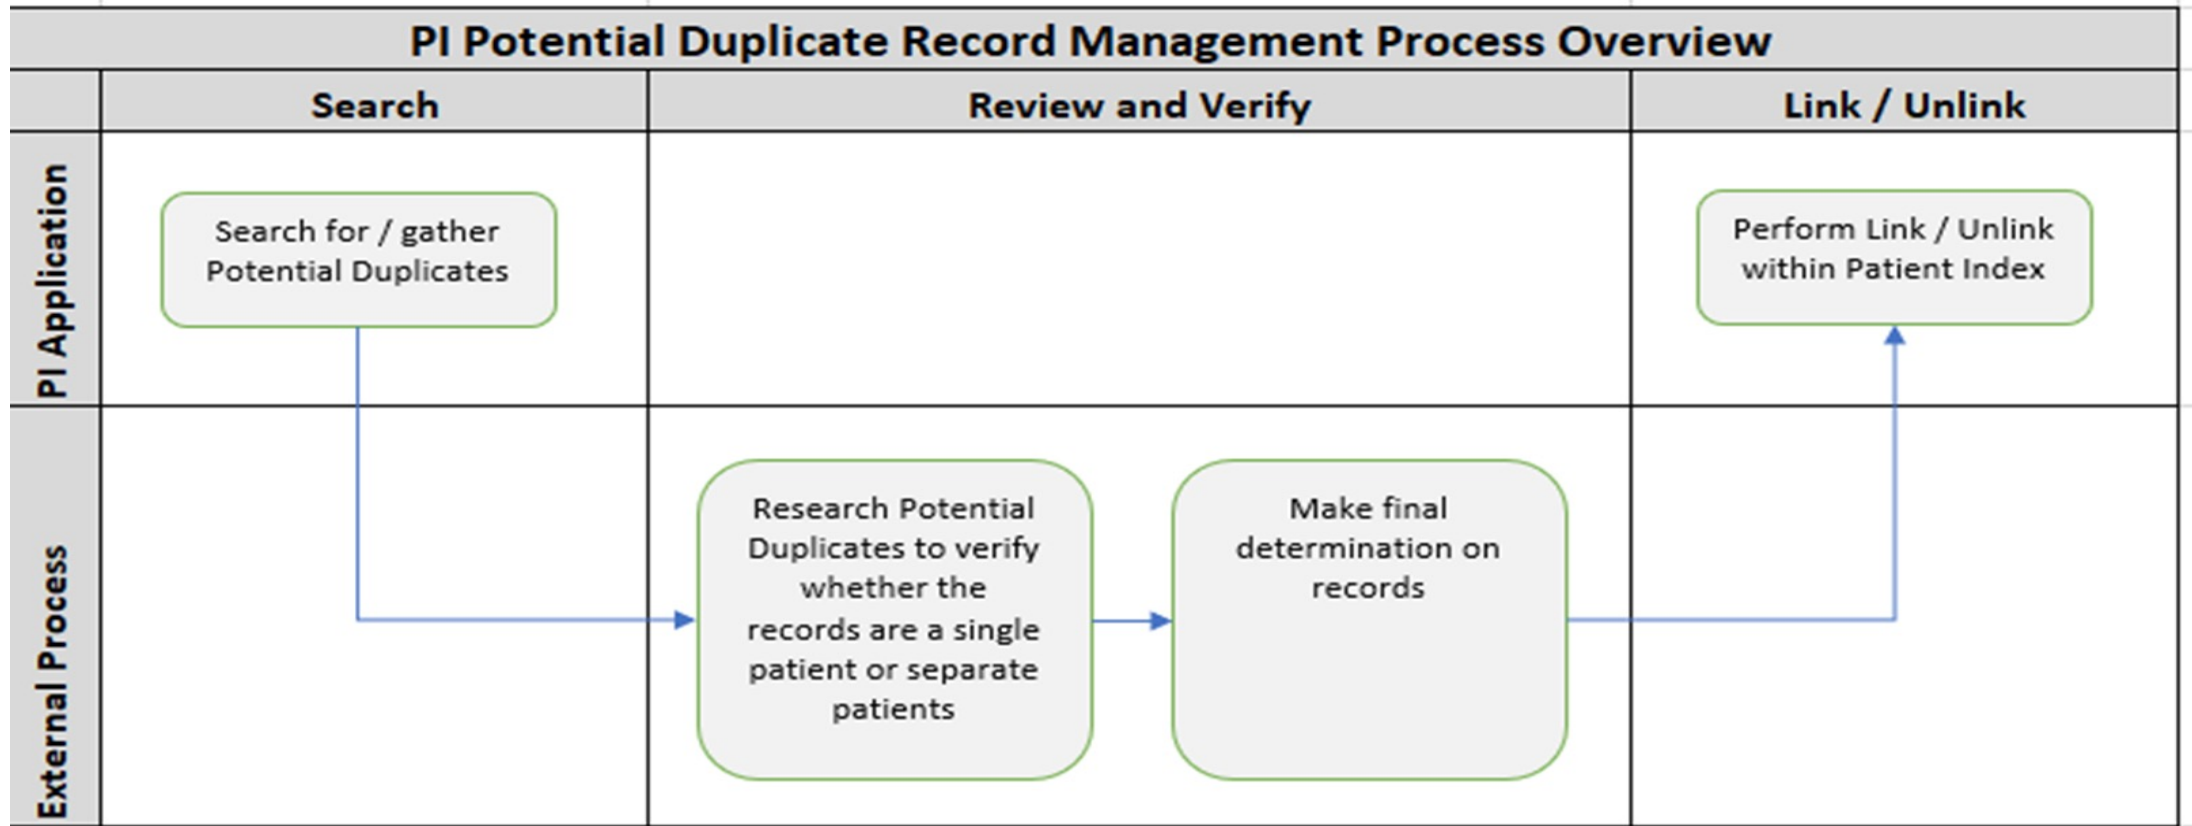 PI Potential Duplicate Record Management Process Overview
Search
Review and Verify
Link / Unlink
PI Application
Search for / gather
Potential Duplicates
Perform Link / Unlink
within Patient Index
External Process
Research Potential
Duplicates to verify
whether the
records are a single
patient or separate
patients
Make final
determination on
records